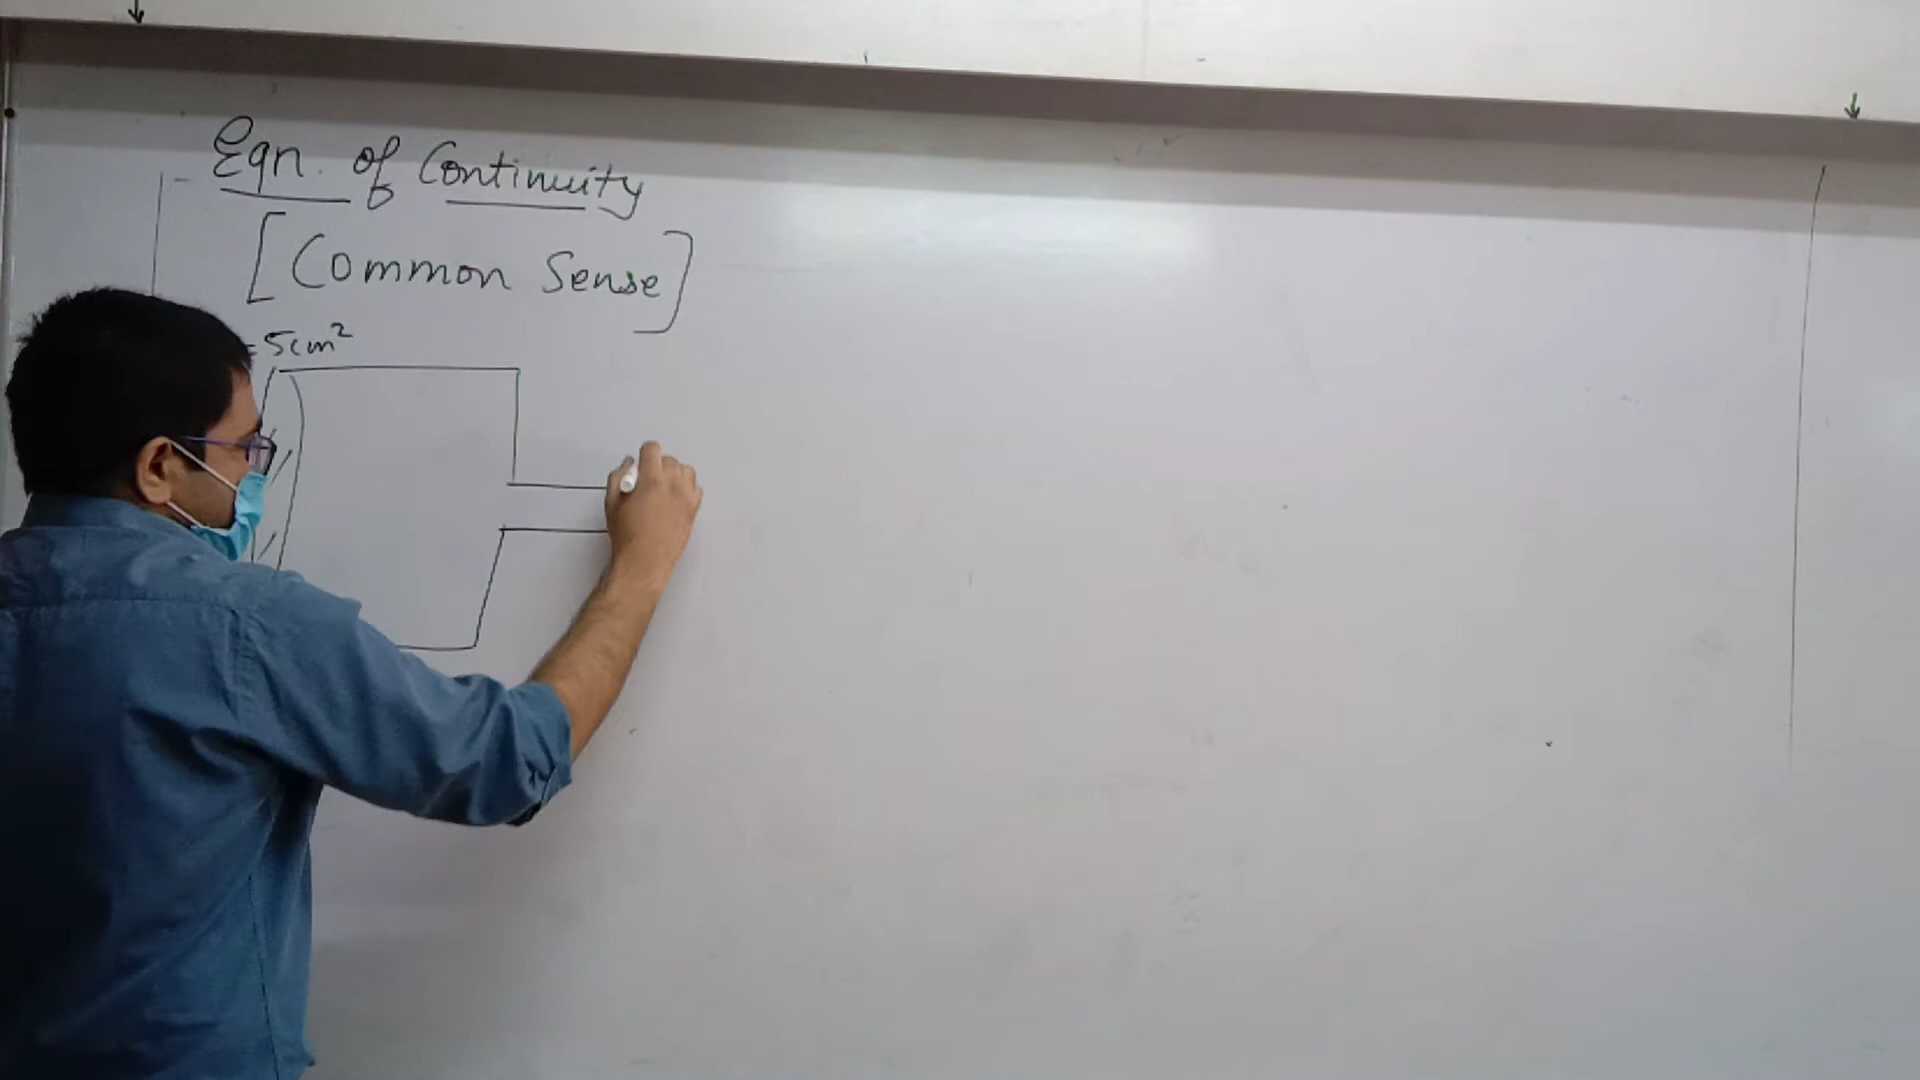 Eqn. of Continuity
[Common Sense]
= 5cm²